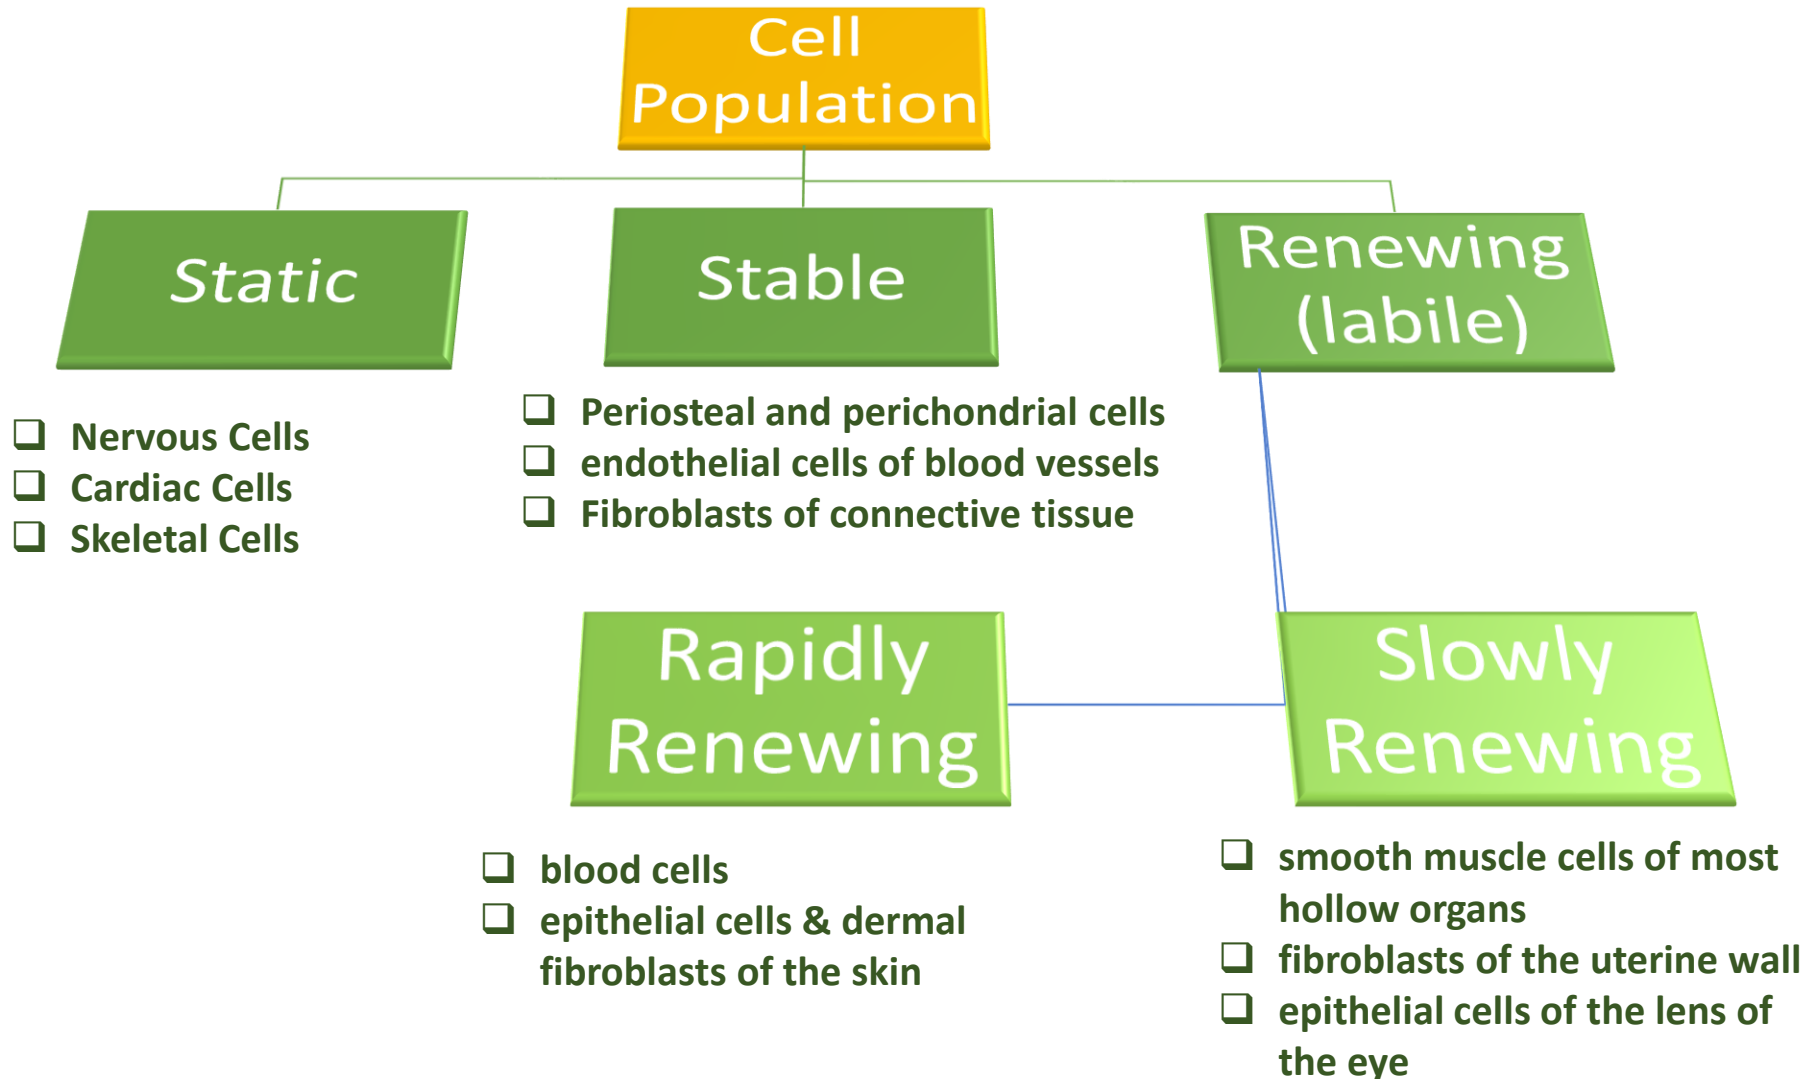 Cell
Population
Static
Stable
Renewing
(labile)
❑ Nervous Cells
❑ Cardiac Cells
❑ Skeletal Cells
❑ Periosteal and perichondrial cells
❑ endothelial cells of blood vessels
❑ Fibroblasts of connective tissue
Rapidly
Renewing
Slowly
Renewing
❑ blood cells
❑ epithelial cells & dermal
fibroblasts of the skin
❑ smooth muscle cells of most
hollow organs
❑ fibroblasts of the uterine wall
❑ epithelial cells of the lens of
the eye